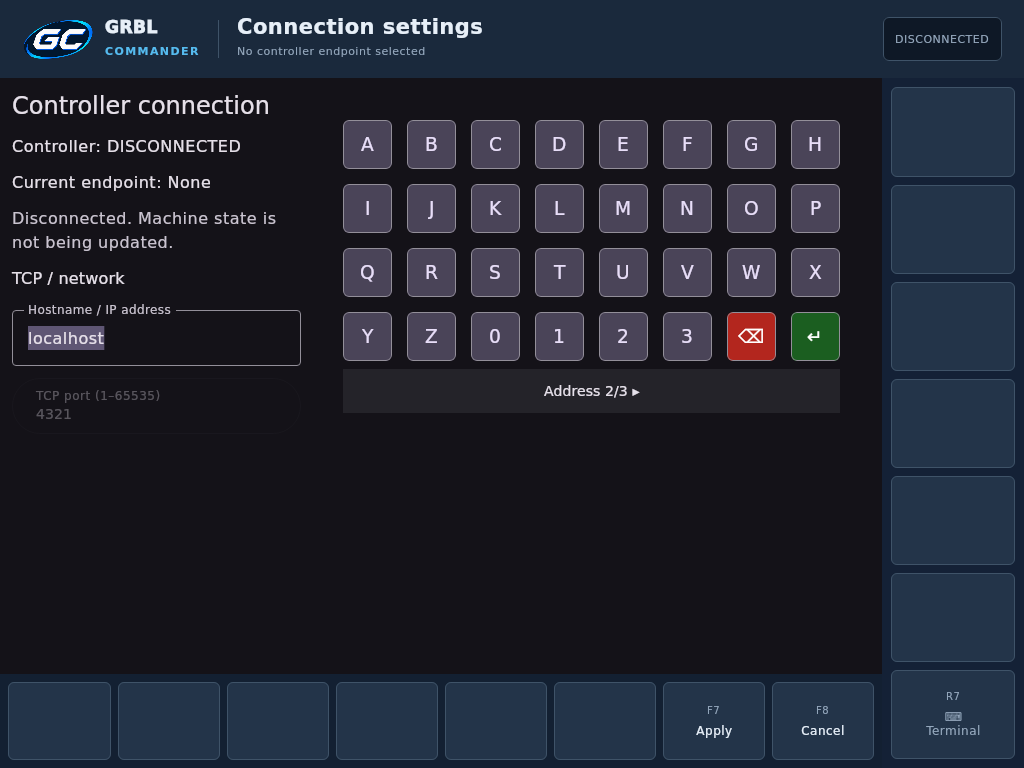 GC
GRBL
COMMANDER
Connection settings
No controller endpoint selected
DISCONNECTED
Controller connection
Controller: DISCONNECTED
Current endpoint: None
Disconnected. Machine state is
not being updated.
TCP / network
Hostname / IP address
localhost
TCP port (1–65535)
4321
A B C D E F G H
I J K L M N O P
Q R S T U V W X
Y Z 0 1 2 3 ⌫ ↵
Address 2/3 ▸
F7
Apply
F8
Cancel
R7
⌨
Terminal